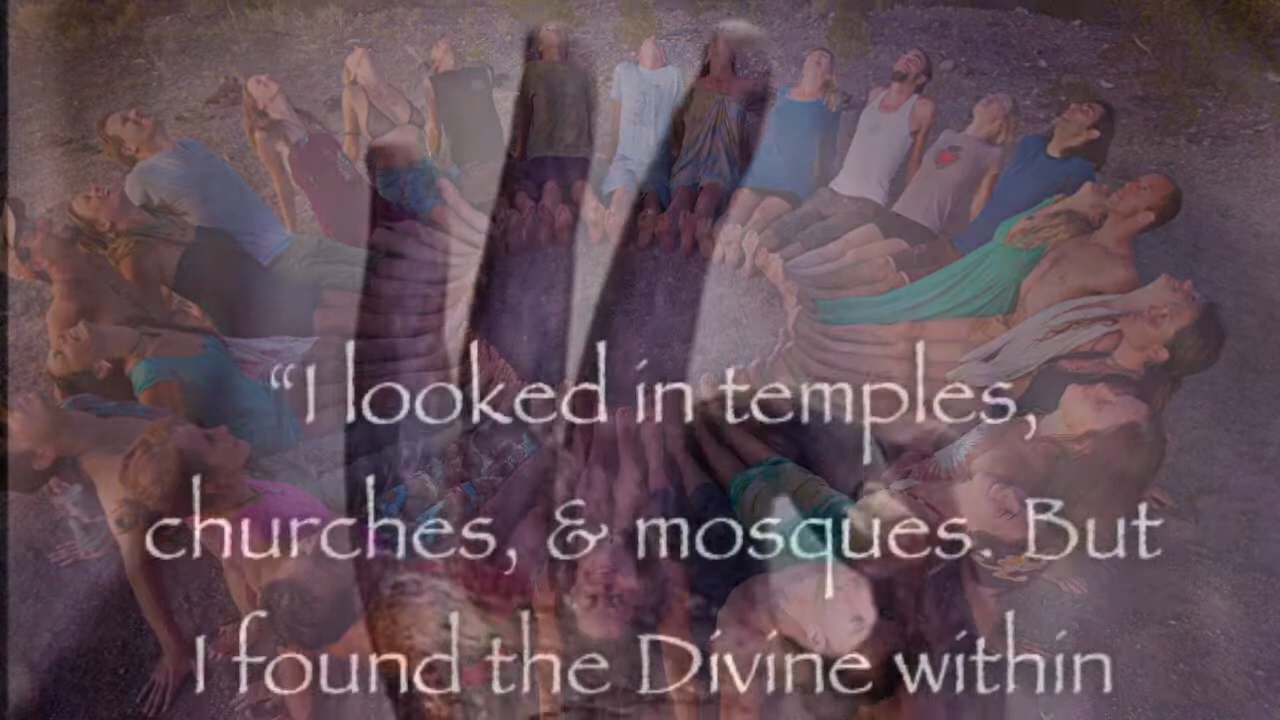 “I looked in temples,
churches, & mosques. But
I found the Divine within